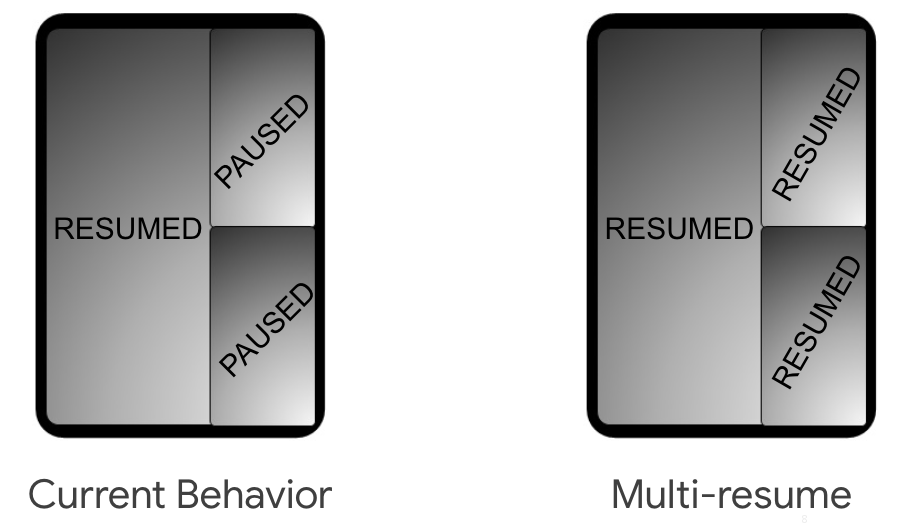 RESUMED
PAUSED
PAUSED
Current Behavior
RESUMED
RESUMED
RESUMED
Multi-resume